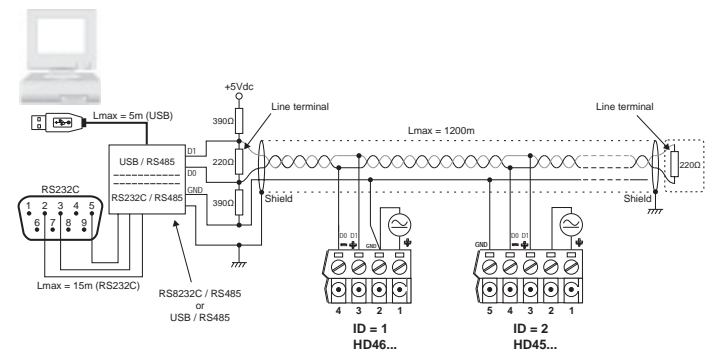 +5Vdc
Lmax = 5m (USB)
390Ω
Line terminal
Lmax = 1200m
Line terminal
USB / RS485
D1
220Ω
D0
220Ω
RS232C / RS485
GND
390Ω
RS232C
1 2 3 4 5
6 7 8 9
Shield
Shield
Lmax = 15m (RS232C)
RS8232C / RS485
or
USB / RS485
D0 D1
– +
GND
GND
D0 D1
– +
4 3 2 1
5 4 3 2 1
ID = 1
HD46...
ID = 2
HD45...